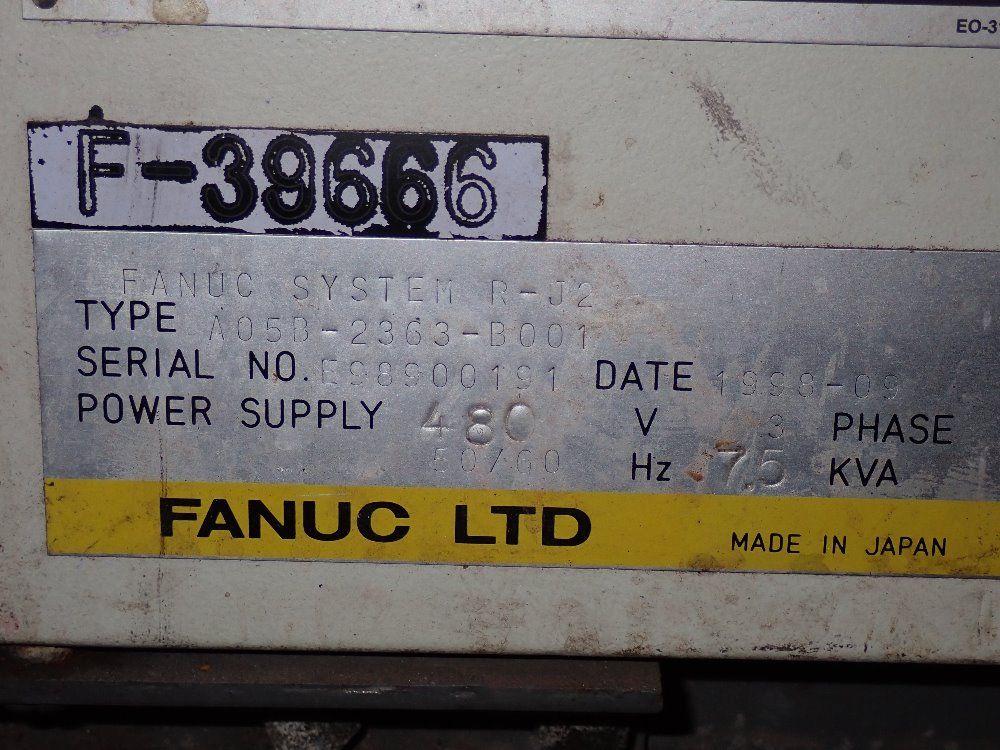 EO-3
F-39666
FANUC SYSTEM R-J2
TYPE A05B-2363-B001
SERIAL NO. E98900191 DATE 1998-09
POWER SUPPLY 480 V 3 PHASE
50/60 Hz 7.5 KVA
FANUC LTD MADE IN JAPAN